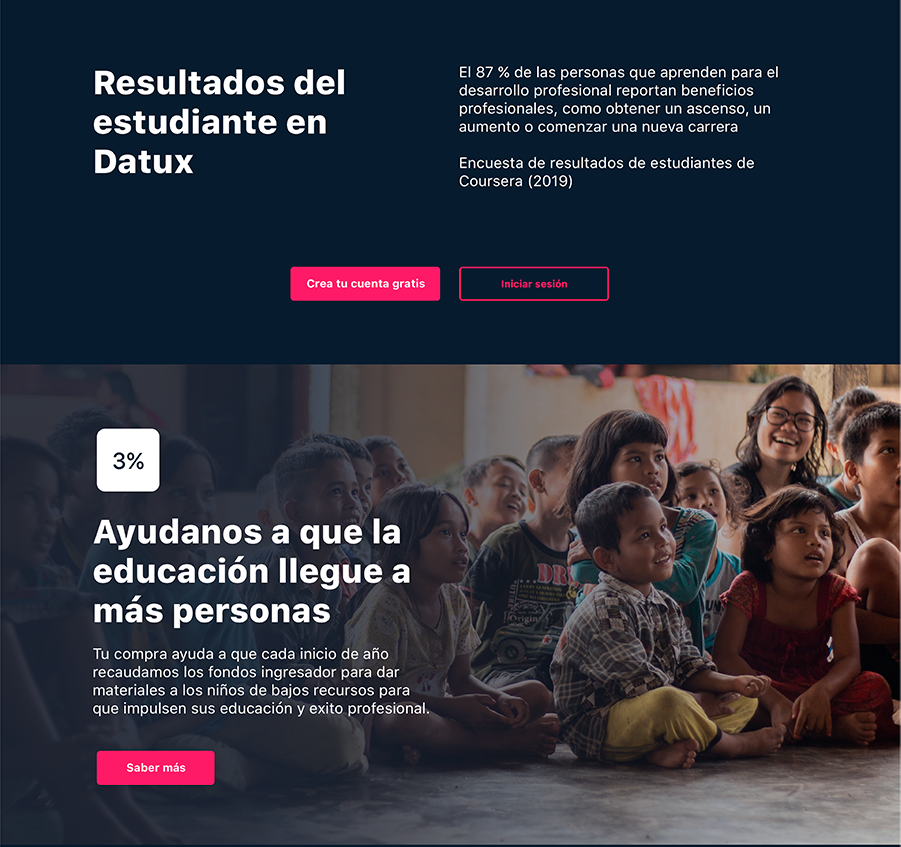 Resultados del
estudiante en
Datux
El 87 % de las personas que aprenden para el
desarrollo profesional reportan beneficios
profesionales, como obtener un ascenso, un
aumento o comenzar una nueva carrera
Encuesta de resultados de estudiantes de
Coursera (2019)
Crea tu cuenta gratis
Iniciar sesión
3%
Ayudanos a que la
educación llegue a
más personas
Tu compra ayuda a que cada inicio de año
recaudamos los fondos ingresador para dar
materiales a los niños de bajos recursos para
que impulsen sus educación y exito profesional.
Saber más